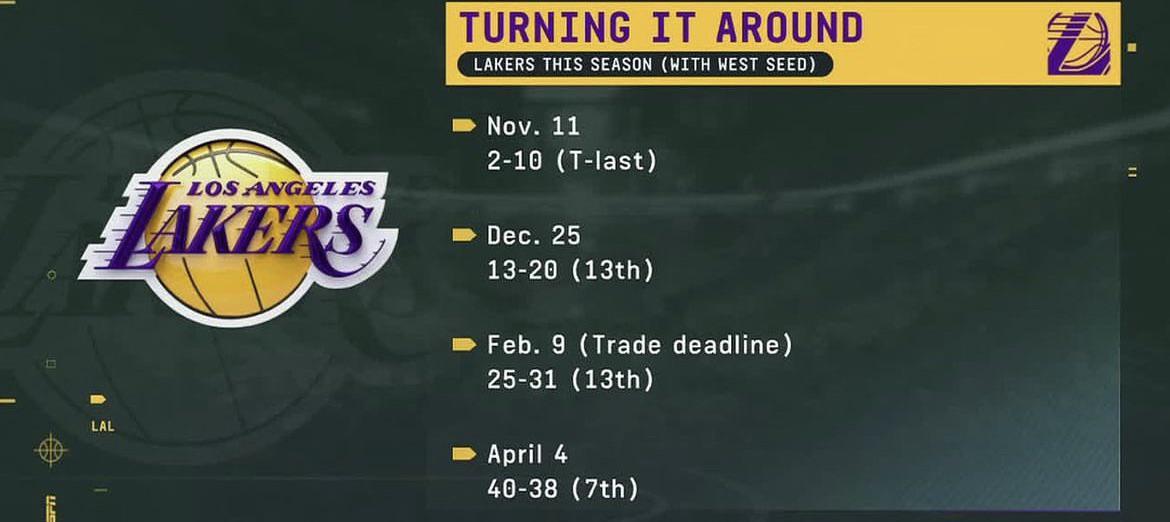 TURNING IT AROUND
LAKERS THIS SEASON (WITH WEST SEED)
Nov. 11
2-10 (T-last)
LOS ANGELES
LAKERS
Dec. 25
13-20 (13th)
Feb. 9 (Trade deadline)
25-31 (13th)
LAL
April 4
40-38 (7th)
ESPN